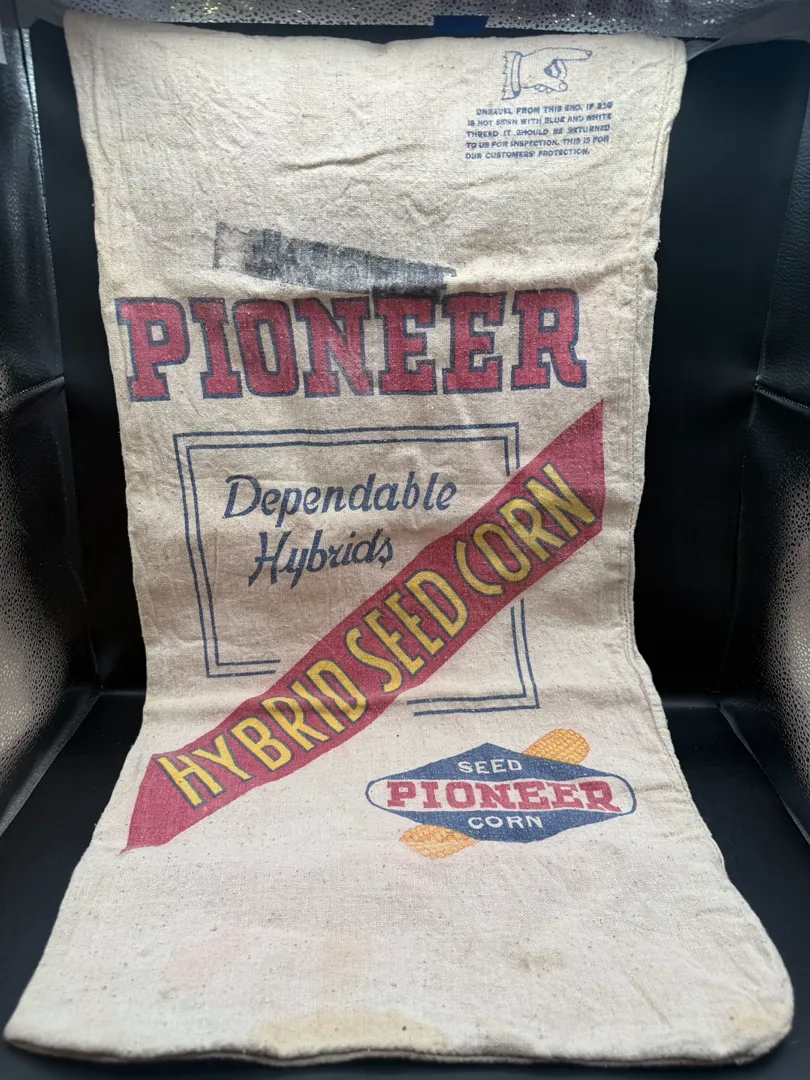 UNRAVEL FROM THIS END. IF BAG
IS NOT SEWN WITH BLUE AND WHITE
THREAD IT SHOULD BE RETURNED
TO US FOR INSPECTION. THIS IS FOR
OUR CUSTOMERS' PROTECTION.
PIONEER
Dependable
Hybrids
HYBRID SEED CORN
SEED
PIONEER
CORN